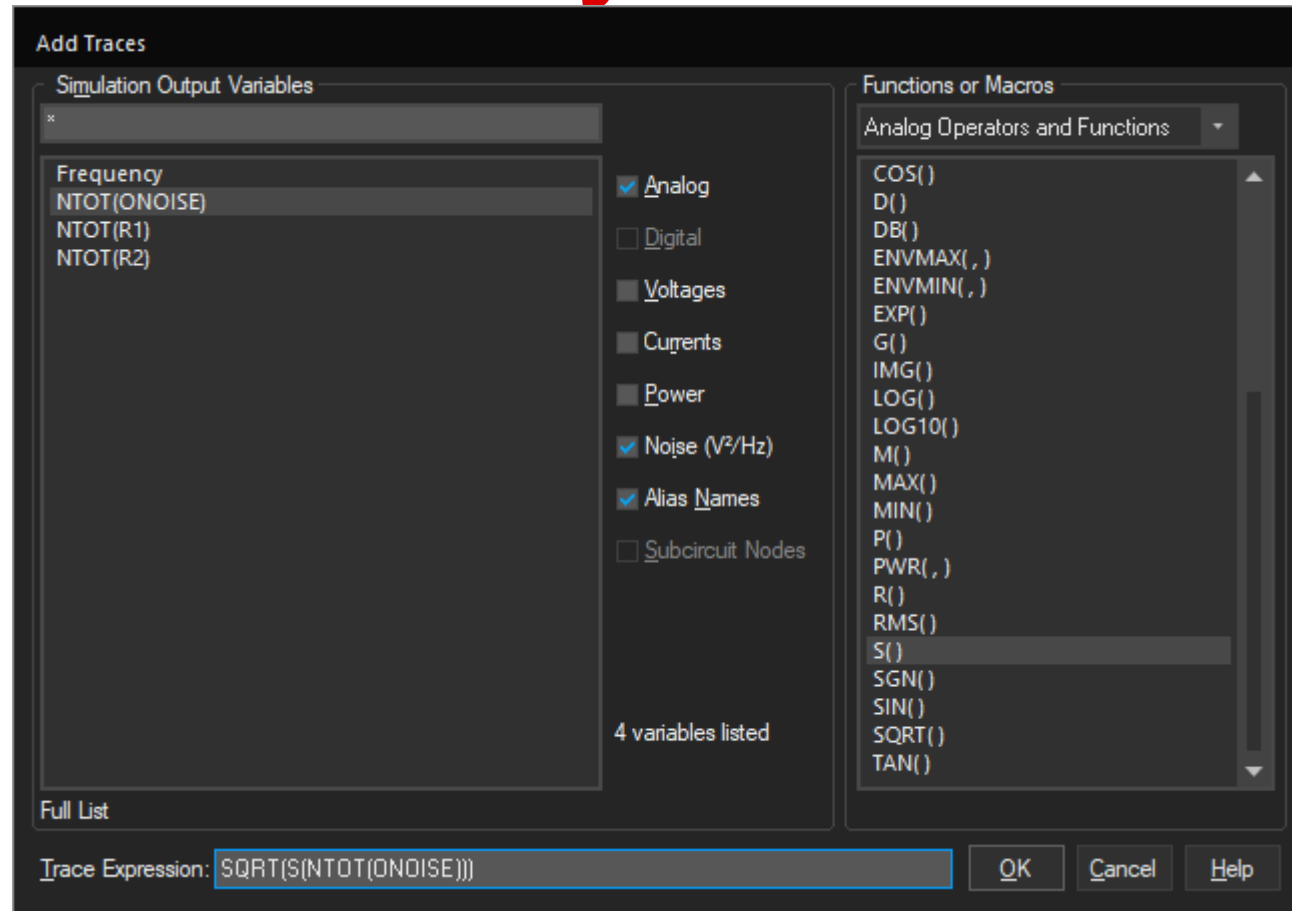 Add Traces
Simulation Output Variables
*
Frequency
NTOT(ONOISE)
NTOT(R1)
NTOT(R2)
Analog
Digital
Voltages
Currents
Power
Noise (V²/Hz)
Alias Names
Subcircuit Nodes
4 variables listed
Full List
Functions or Macros
Analog Operators and Functions
COS()
D()
DB()
ENVMAX( , )
ENVMIN( , )
EXP()
G()
IMG()
LOG()
LOG10()
M()
MAX()
MIN()
P()
PWR( , )
R()
RMS()
S()
SGN()
SIN()
SQRT()
TAN()
Trace Expression: SQRT(S(NTOT(ONOISE)))
OK Cancel Help